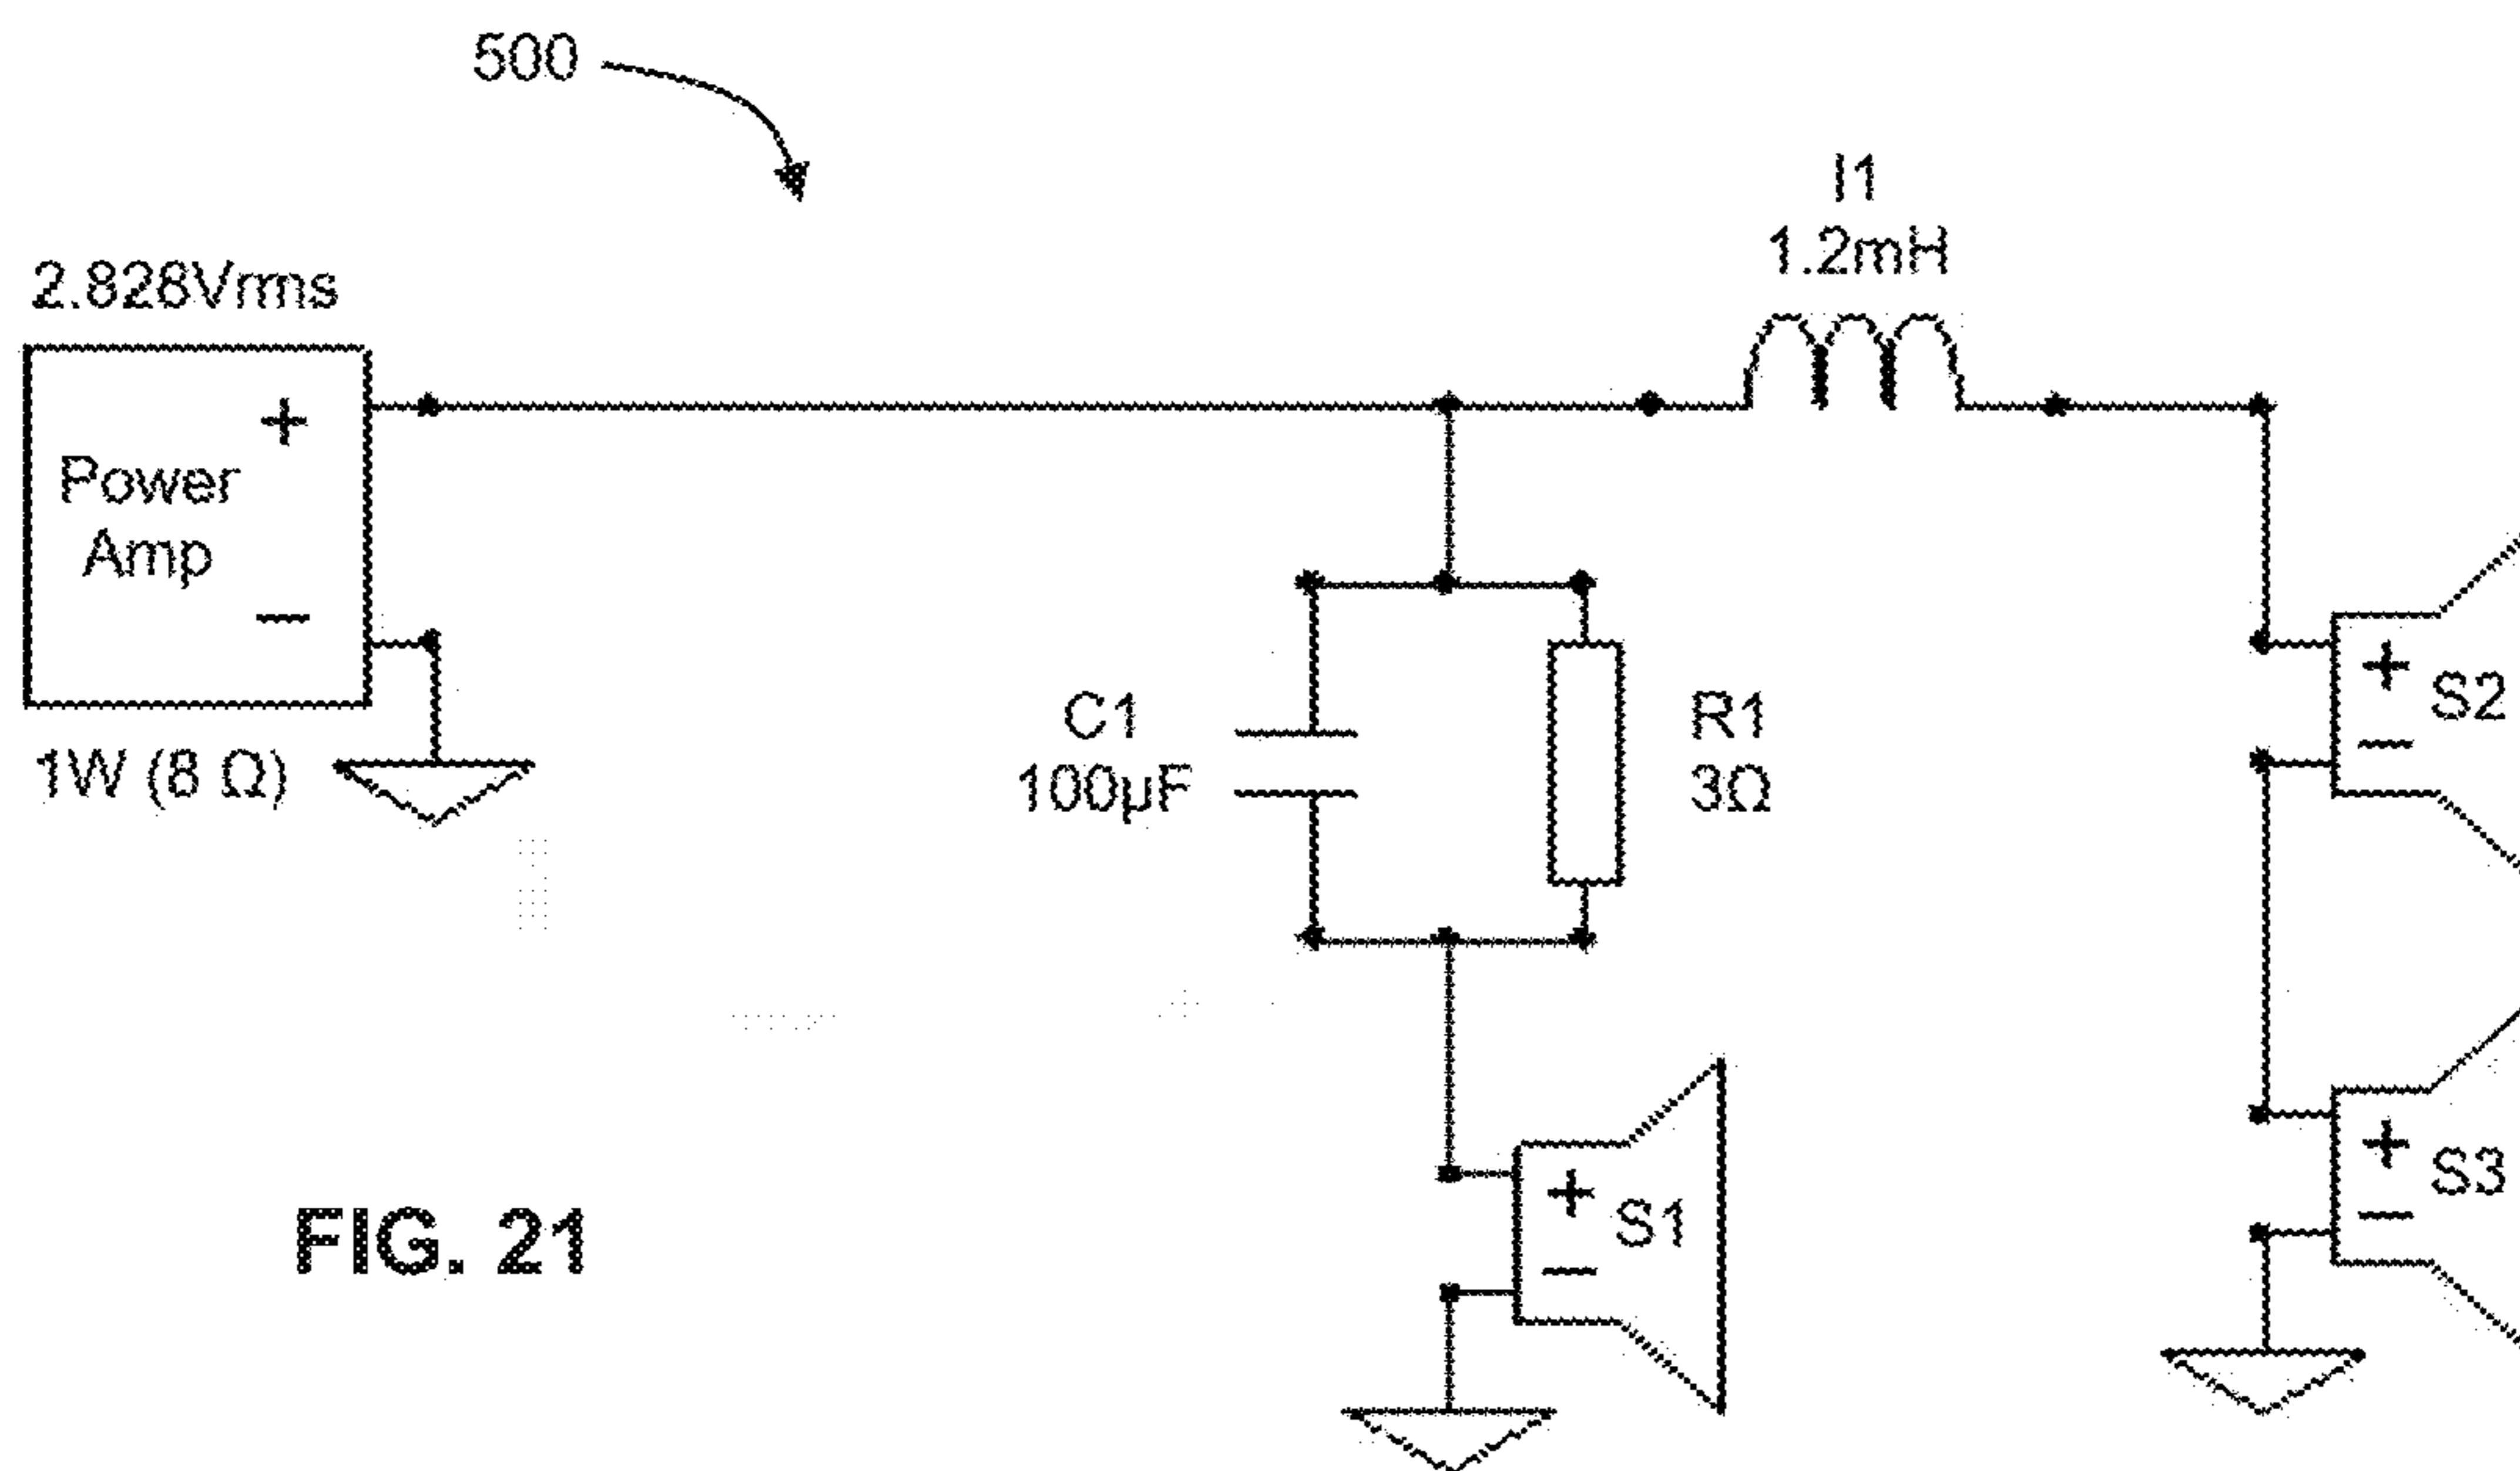 500
I1
1.2mH
2.828Vrms
+
Power
Amp
−
1W (8 Ω)
C1
100µF
R1
3Ω
+
S2
−
+
S3
−
+
S1
−
FIG. 21